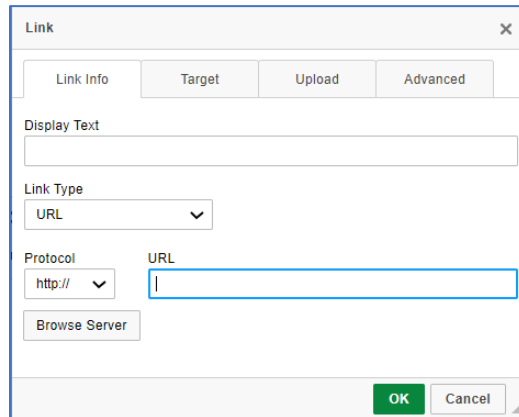 Link
Link Info Target Upload Advanced
Display Text
Link Type
URL
Protocol URL
http://
Browse Server
OK Cancel